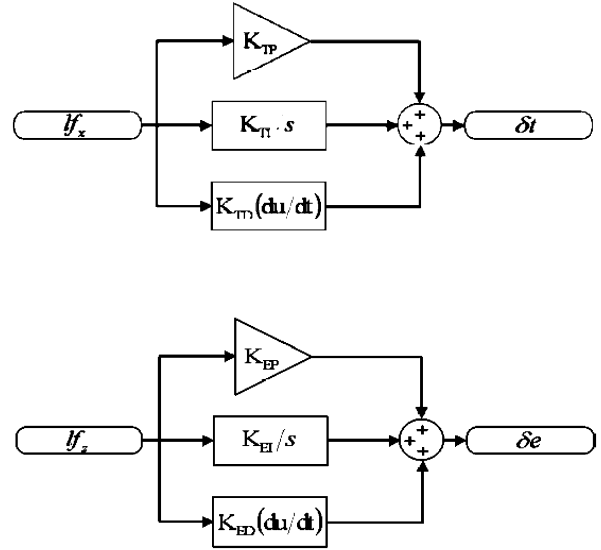 K_TP
lf_x
K_TI · s
+
+
+
δt
K_TD(du/dt)
K_EP
lf_z
K_EI/s
+
+
+
δe
K_ED(du/dt)